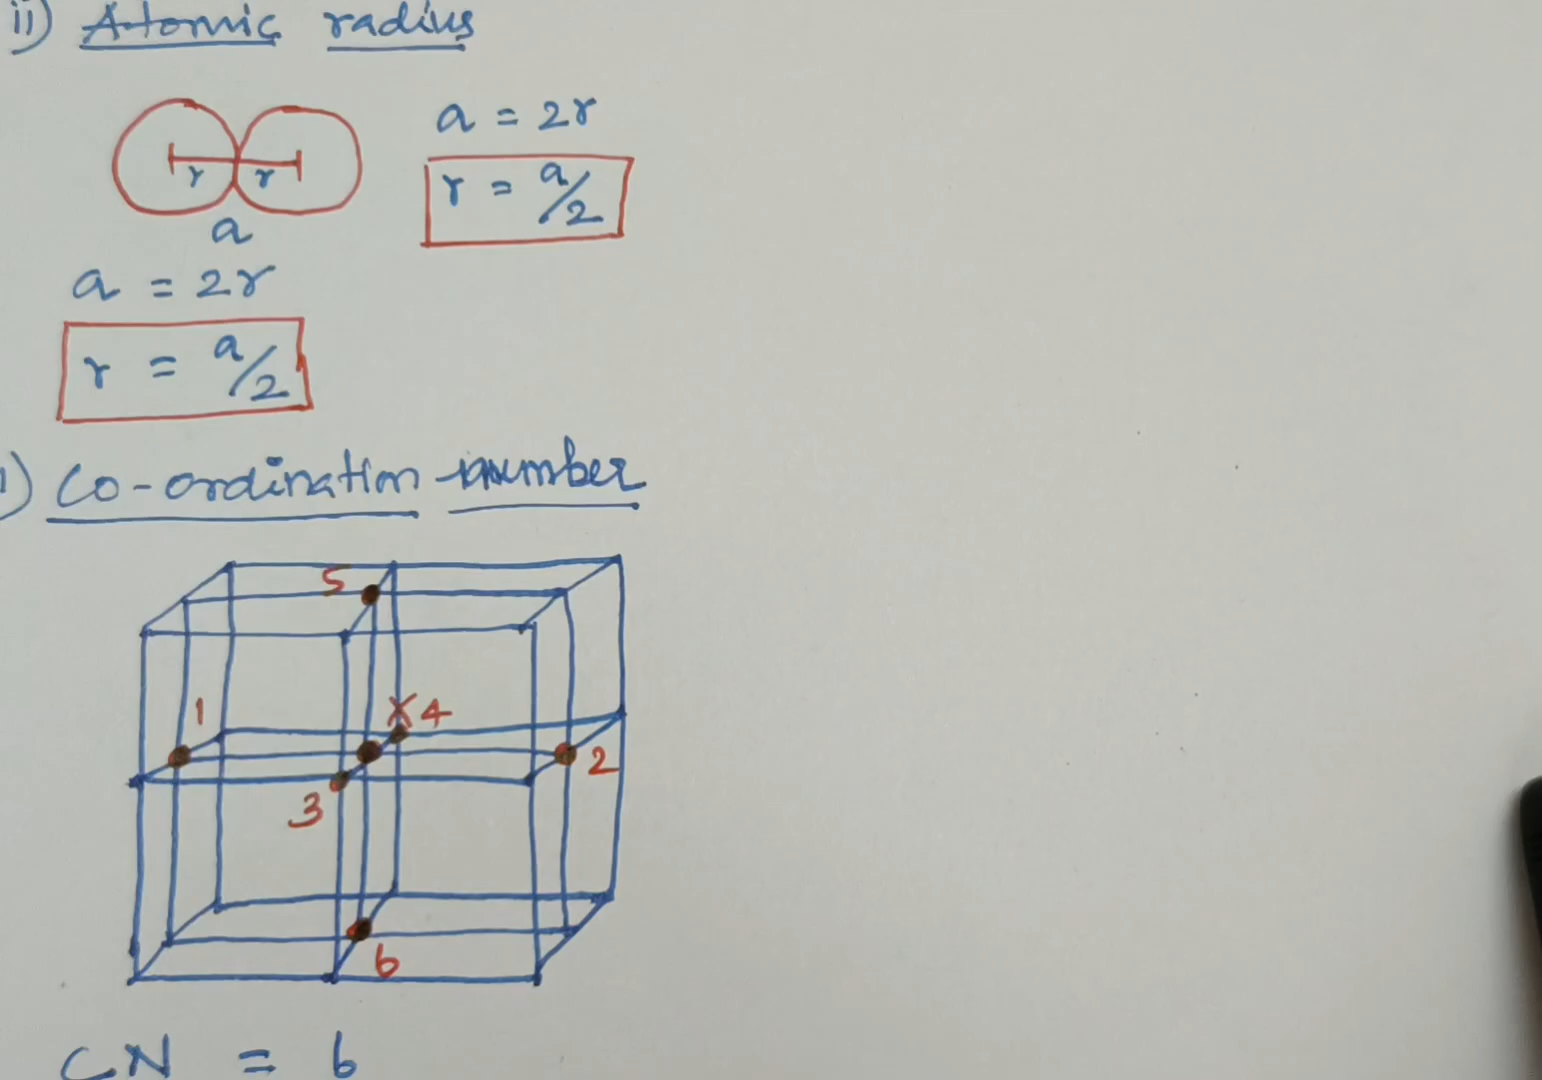 ii) Atomic radius
r r
a
a = 2r
r = a/2
a = 2r
r = a/2
i) Co-ordination number
5
1
X 4
2
3
6
CN = 6